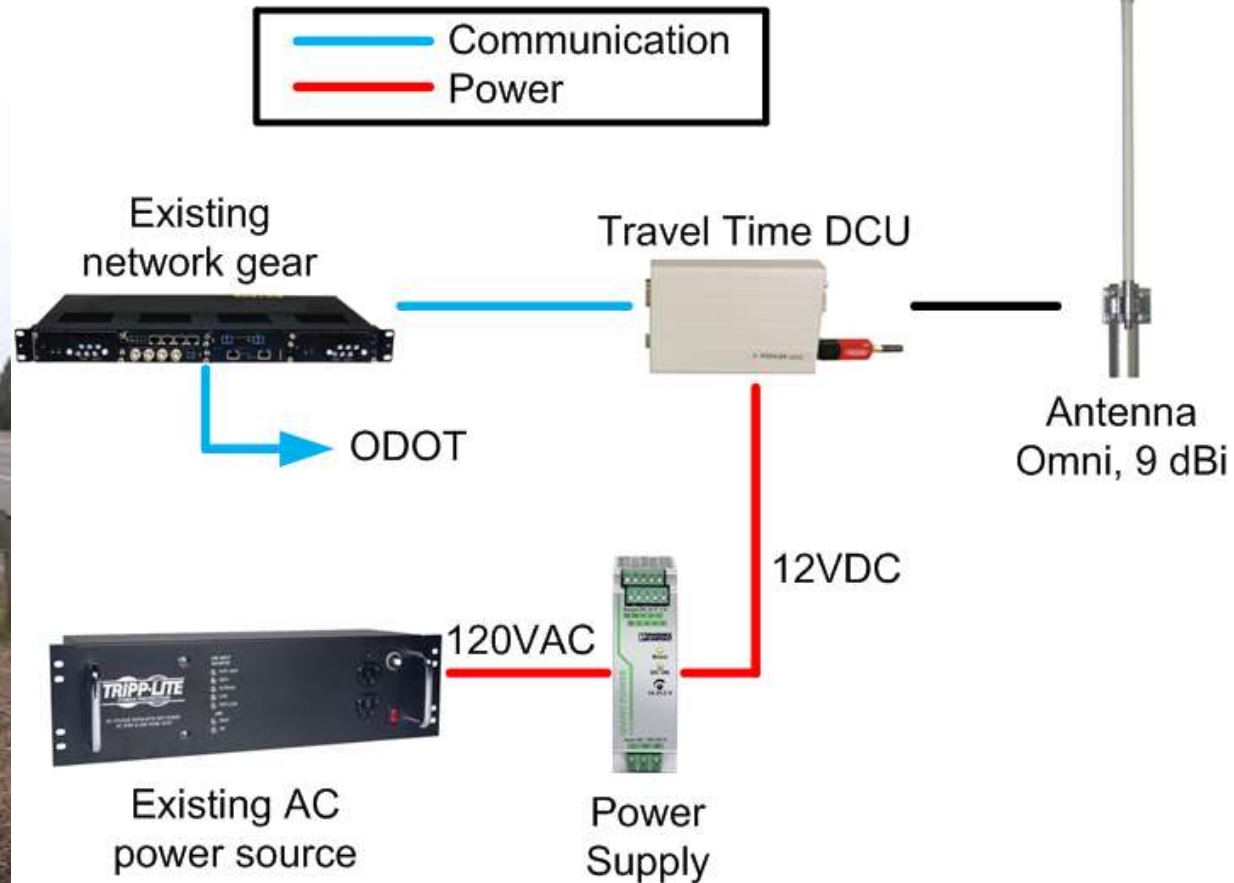 Communication
Power
Existing
network gear
Travel Time DCU
ODOT
Antenna
Omni, 9 dBi
12VDC
120VAC
TRIPP-LITE
Existing AC
power source
Power
Supply